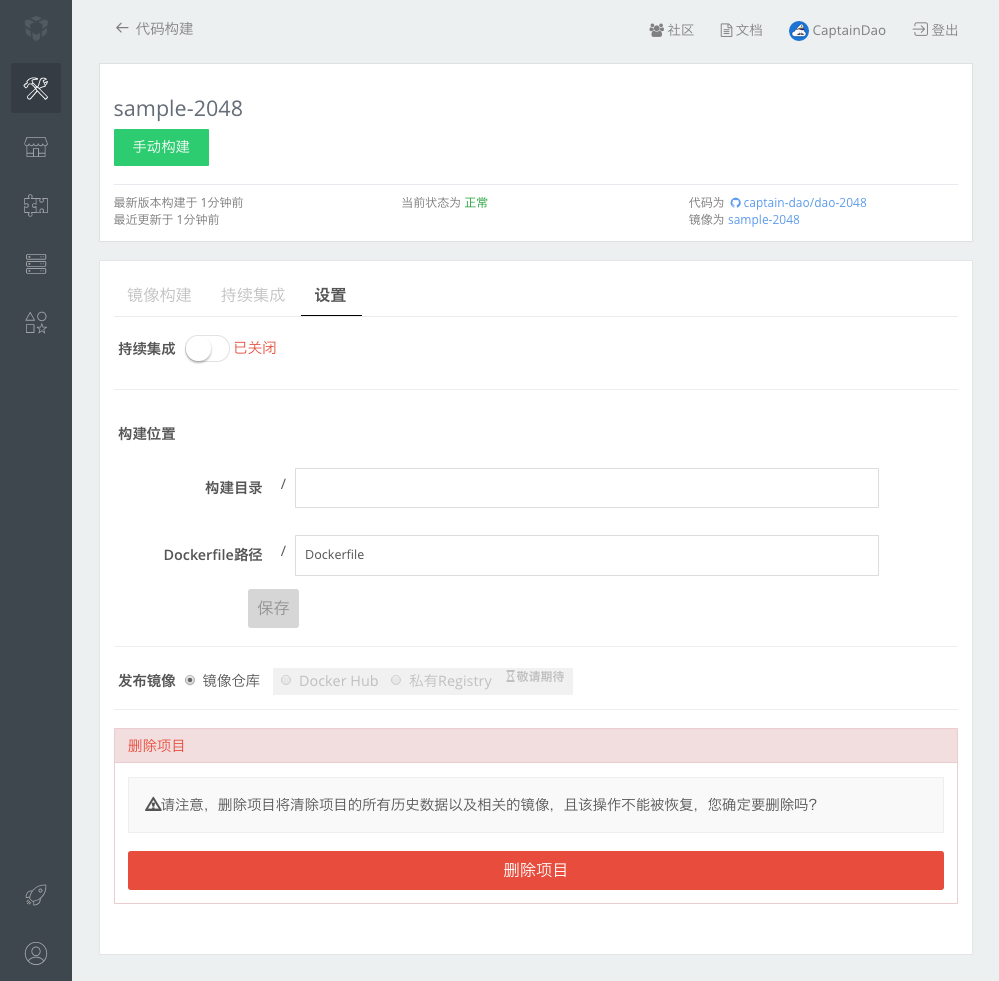 ← 代码构建
社区 文档 CaptainDao 登出
sample-2048
手动构建
最新版本构建于 1分钟前
最近更新于 1分钟前
当前状态为 正常
代码为 captain-dao/dao-2048
镜像为 sample-2048
镜像构建 持续集成 设置
持续集成 已关闭
构建位置
构建目录 /
Dockerfile路径 / Dockerfile
保存
发布镜像 镜像仓库 Docker Hub 私有Registry 敬请期待
删除项目
请注意，删除项目将清除项目的所有历史数据以及相关的镜像，且该操作不能被恢复，您确定要删除吗？
删除项目